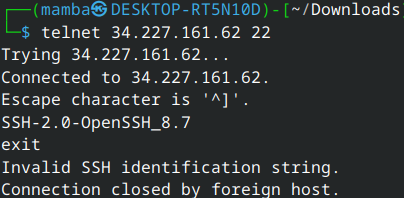 ┌──(mamba㉿DESKTOP-RT5N10D)-[~/Downloads]
└─$ telnet 34.227.161.62 22
Trying 34.227.161.62...
Connected to 34.227.161.62.
Escape character is '^]'.
SSH-2.0-OpenSSH_8.7
exit
Invalid SSH identification string.
Connection closed by foreign host.